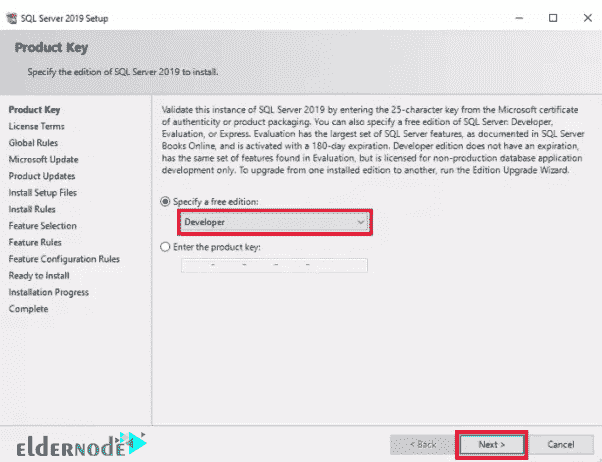 SQL Server 2019 Setup
Product Key
Specify the edition of SQL Server 2019 to install.
Product Key
License Terms
Global Rules
Microsoft Update
Product Updates
Install Setup Files
Install Rules
Feature Selection
Feature Rules
Feature Configuration Rules
Ready to Install
Installation Progress
Complete
Validate this instance of SQL Server 2019 by entering the 25-character key from the Microsoft certificate
of authenticity or product packaging. You can also specify a free edition of SQL Server: Developer,
Evaluation, or Express. Evaluation has the largest set of SQL Server features, as documented in SQL Server
Books Online, and is activated with a 180-day expiration. Developer edition does not have an expiration,
has the same set of features found in Evaluation, but is licensed for non-production database application
development only. To upgrade from one installed edition to another, run the Edition Upgrade Wizard.
Specify a free edition:
Developer
Enter the product key:
- - - -
ELDERNODE
< Back
Next >
Cancel